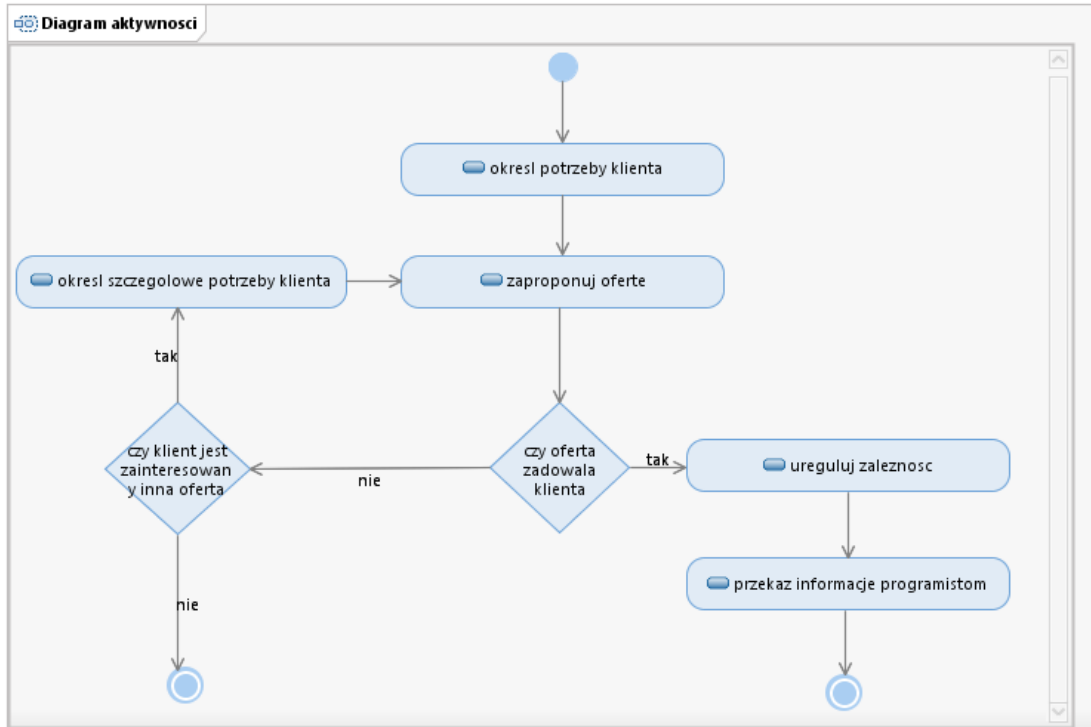 Diagram aktywnosci
okresl potrzeby klienta
okresl szczegolowe potrzeby klienta
zaproponuj oferte
tak
czy klient jest
zainteresowan
y inna oferta
nie
czy oferta
zadowala
klienta
tak
ureguluj zaleznosc
przekaz informacje programistom
nie